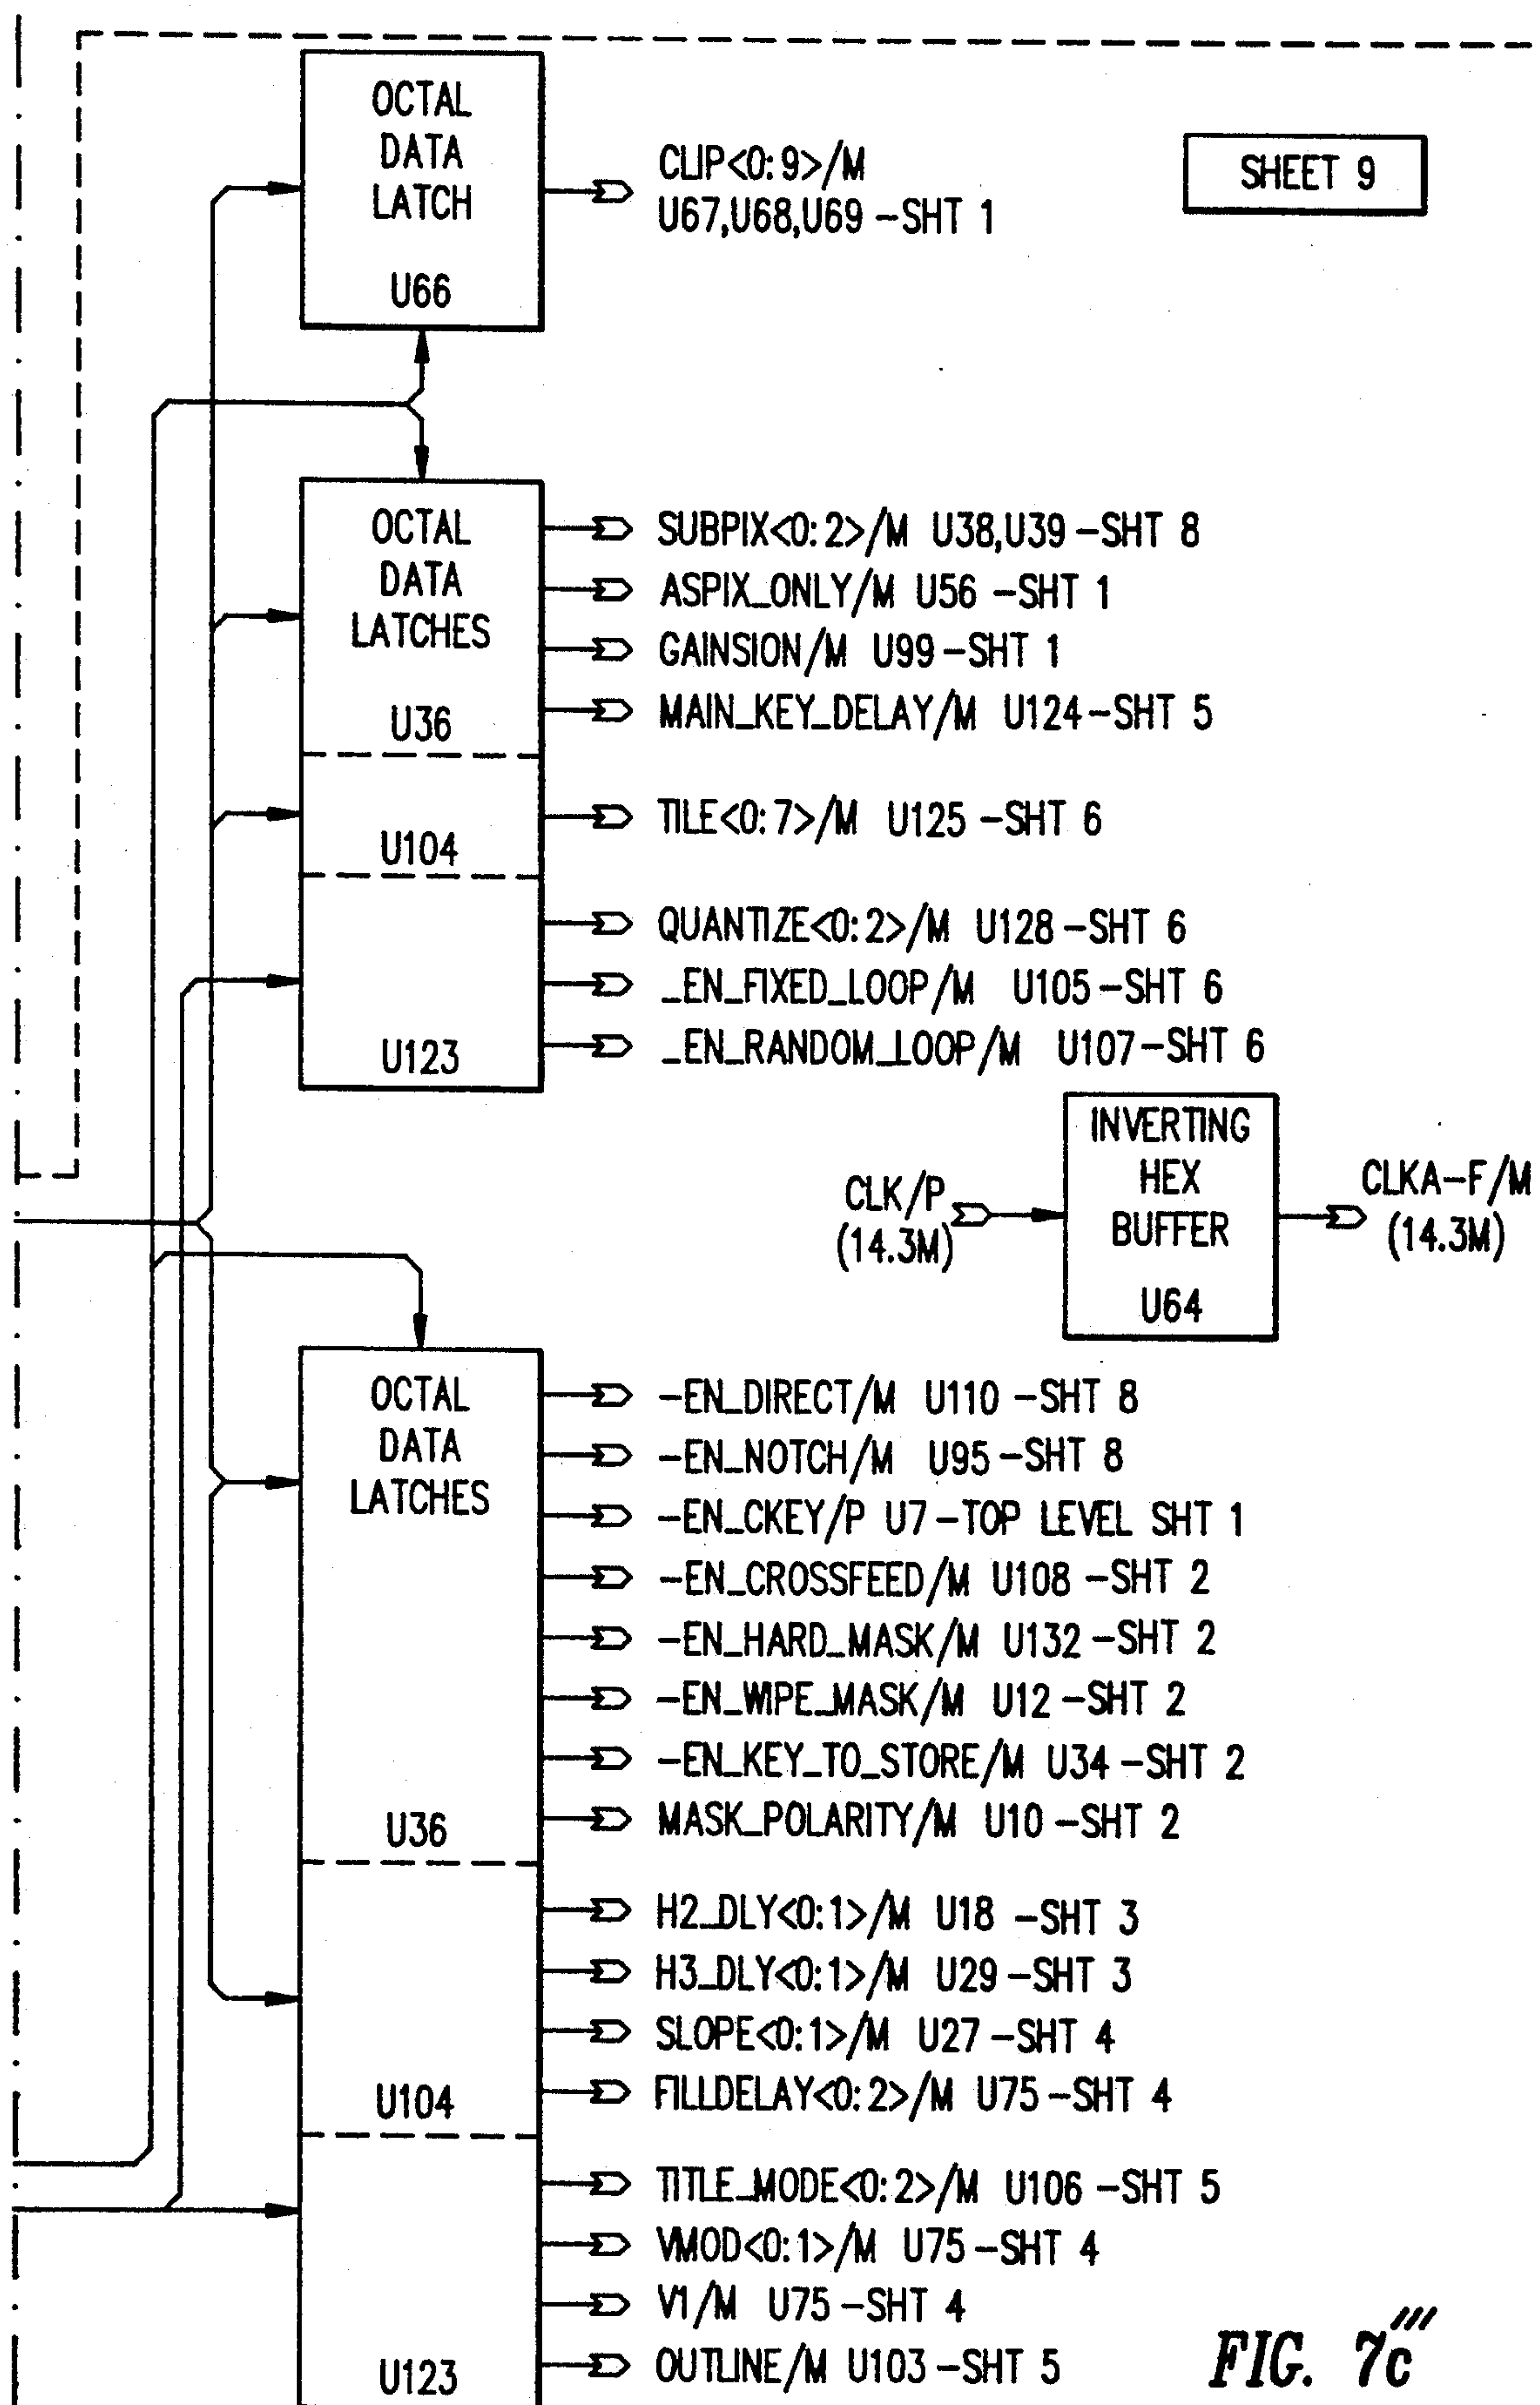 OCTAL
DATA
LATCH
U66
CLIP<0:9>/M
U67,U68,U69-SHT 1
SHEET 9
OCTAL
DATA
LATCHES
U36
SUBPIX<0:2>/M U38,U39-SHT 8
ASPIX_ONLY/M U56-SHT 1
GAINSION/M U99-SHT 1
MAIN_KEY_DELAY/M U124-SHT 5
U104
TILE<0:7>/M U125-SHT 6
U123
QUANTIZE<0:2>/M U128-SHT 6
_EN_FIXED_LOOP/M U105-SHT 6
_EN_RANDOM_LOOP/M U107-SHT 6
CLK/P
(14.3M)
INVERTING
HEX
BUFFER
U64
CLKA-F/M
(14.3M)
OCTAL
DATA
LATCHES
U36
-EN_DIRECT/M U110-SHT 8
-EN_NOTCH/M U95-SHT 8
-EN_CKEY/P U7-TOP LEVEL SHT 1
-EN_CROSSFEED/M U108-SHT 2
-EN_HARD_MASK/M U132-SHT 2
-EN_WIPE_MASK/M U12-SHT 2
-EN_KEY_TO_STORE/M U34-SHT 2
MASK_POLARITY/M U10-SHT 2
U104
H2_DLY<0:1>/M U18-SHT 3
H3_DLY<0:1>/M U29-SHT 3
SLOPE<0:1>/M U27-SHT 4
FILLDELAY<0:2>/M U75-SHT 4
U123
TITLE_MODE<0:2>/M U106-SHT 5
VMOD<0:1>/M U75-SHT 4
V1/M U75-SHT 4
OUTLINE/M U103-SHT 5
FIG. 7c'''